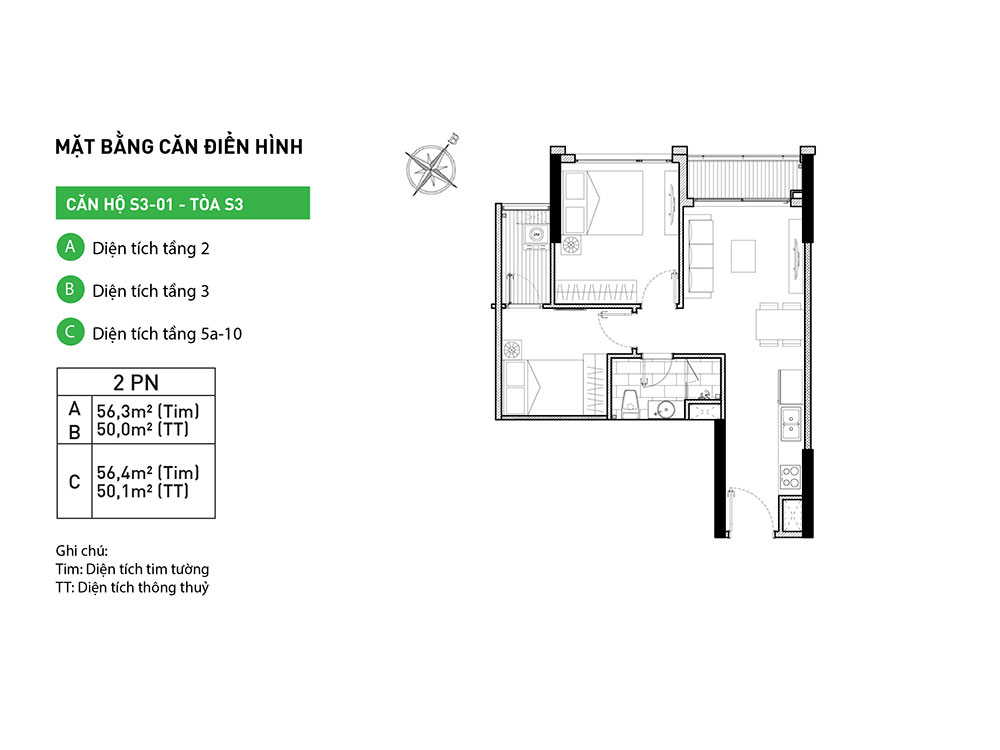 MẶT BẰNG CĂN ĐIỂN HÌNH
B
CĂN HỘ S3-01 - TÒA S3
A Diện tích tầng 2
B Diện tích tầng 3
C Diện tích tầng 5a-10
2 PN
A 56,3m² (Tim)
B 50,0m² (TT)
C
56,4m² (Tim)
50,1m² (TT)
Ghi chú:
Tim: Diện tích tim tường
TT: Diện tích thông thuỷ